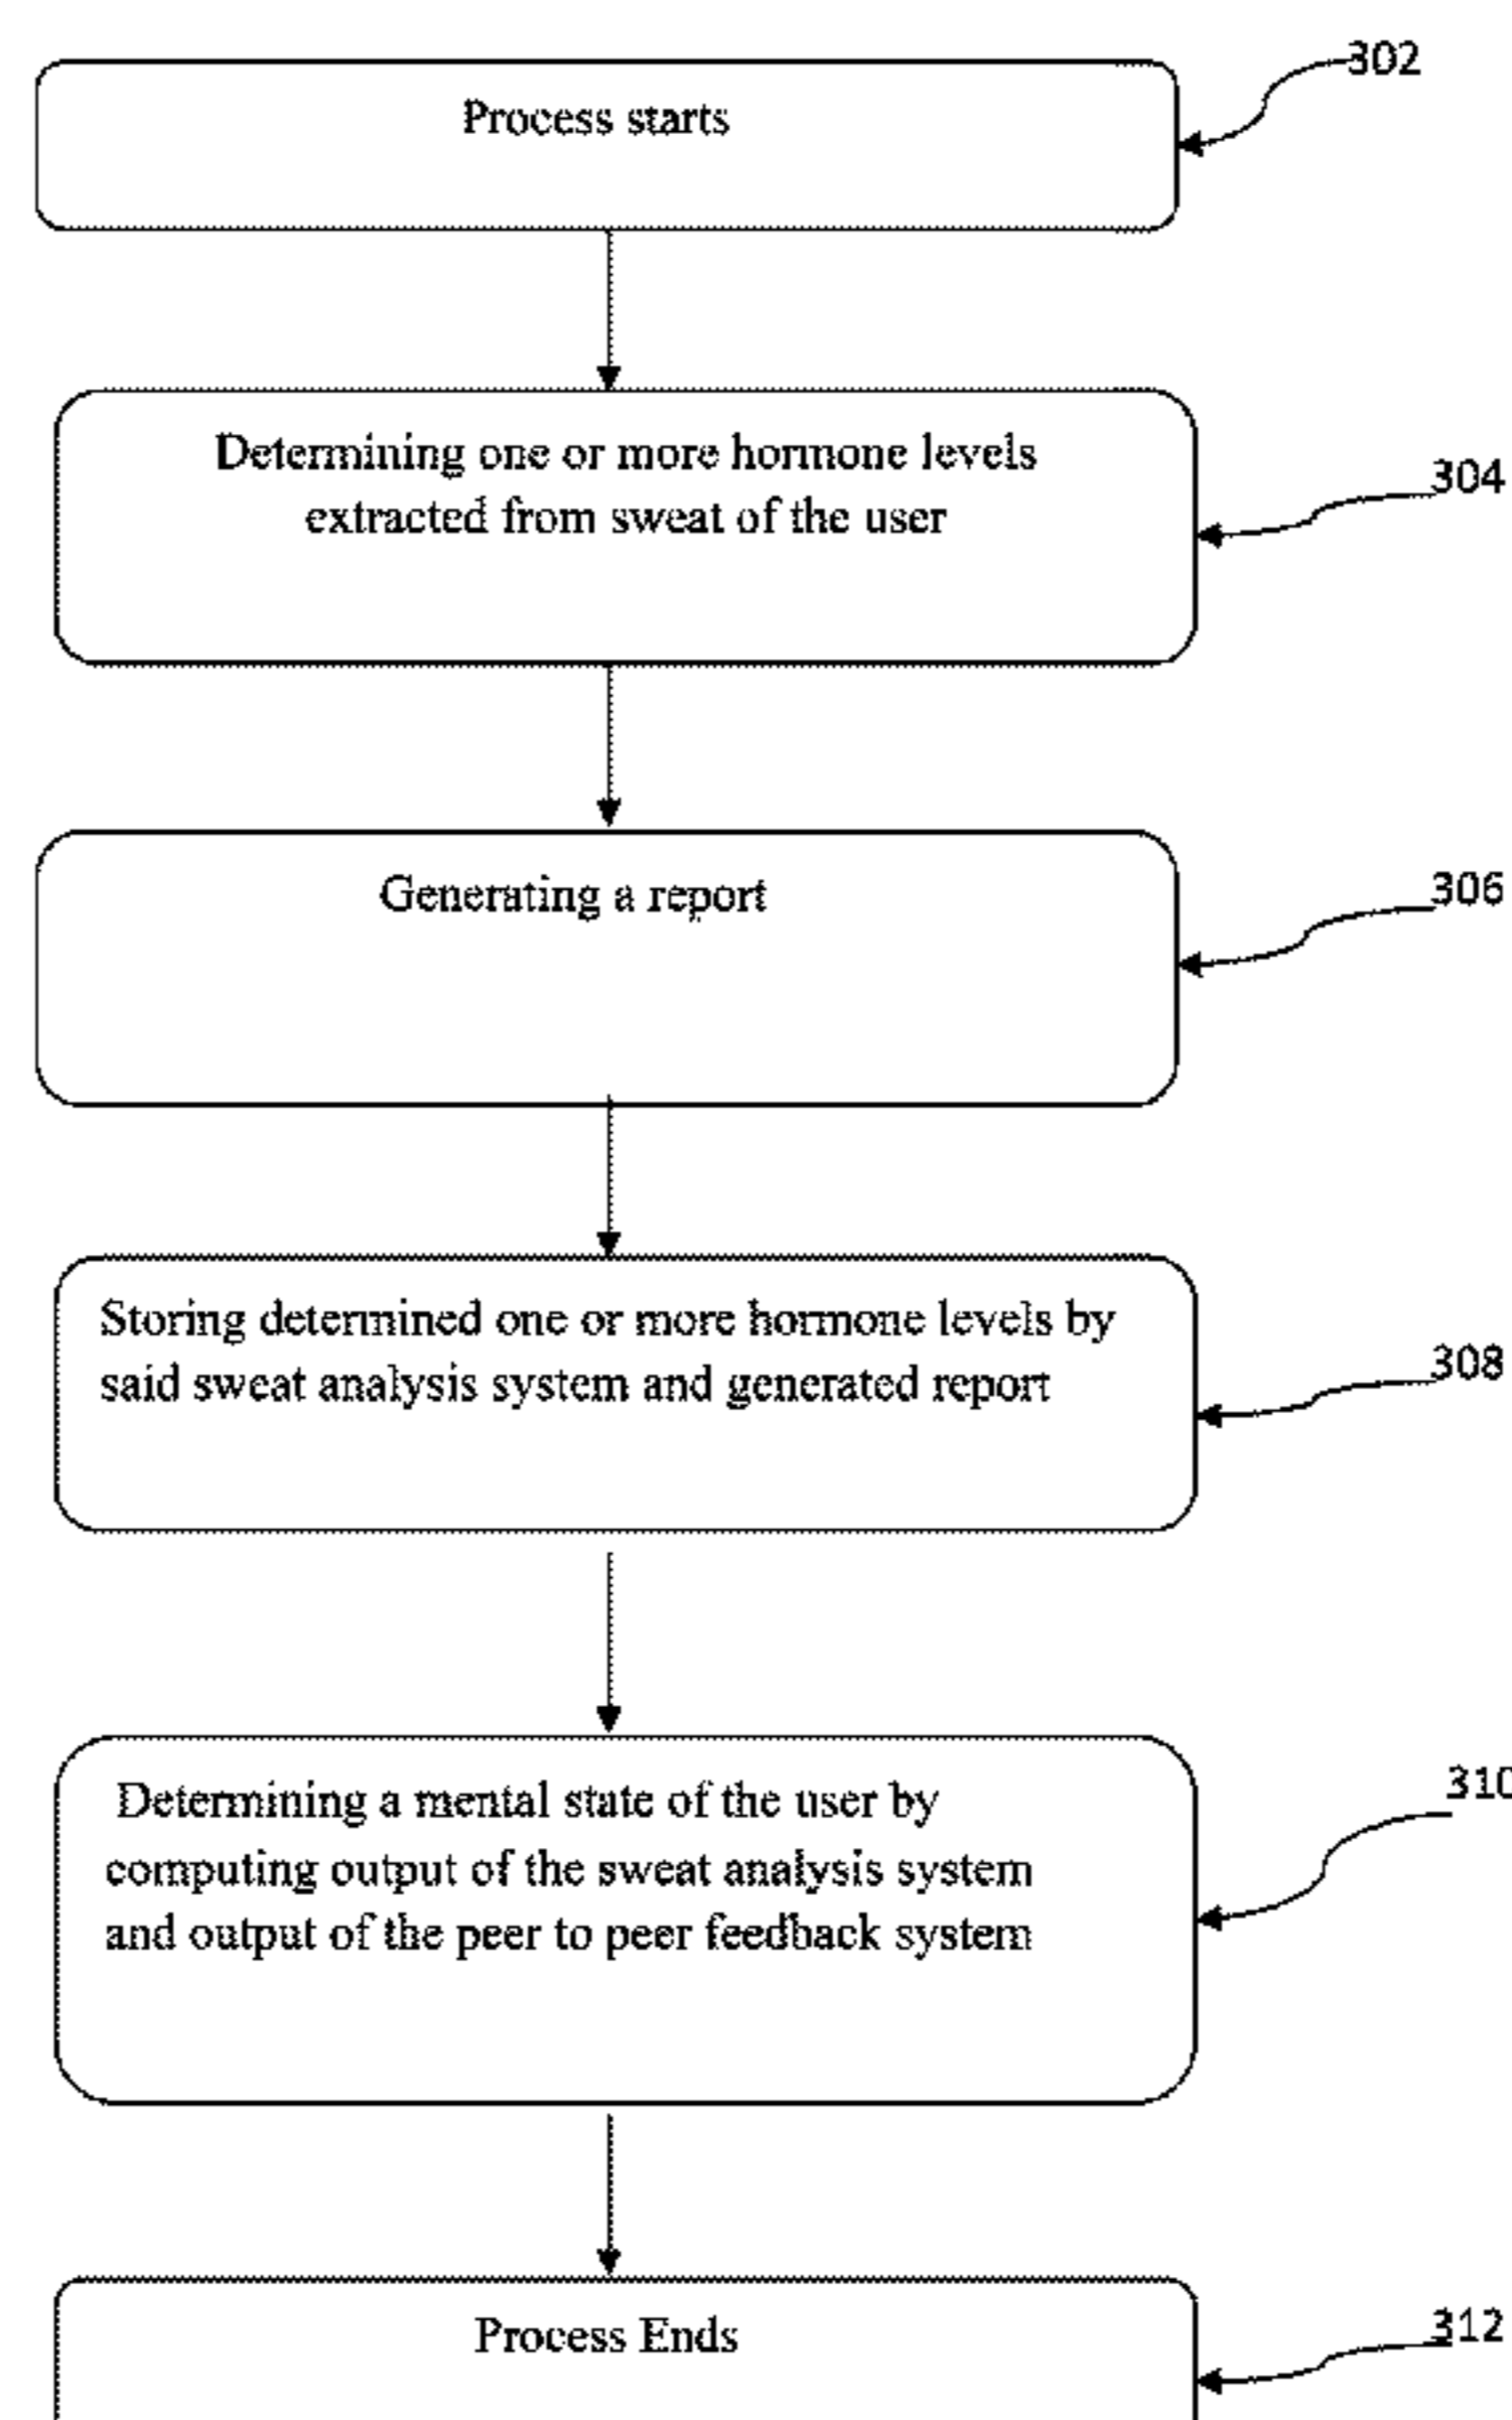 302
Process starts
304
Determining one or more hormone levels
extracted from sweat of the user
306
Generating a report
308
Storing determined one or more hormone levels by
said sweat analysis system and generated report
310
Determining a mental state of the user by
computing output of the sweat analysis system
and output of the peer to peer feedback system
312
Process Ends